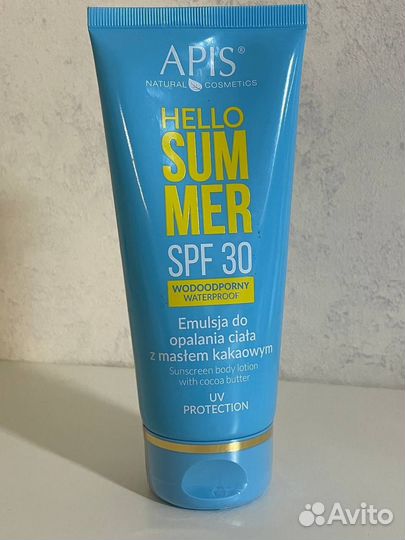 APIS®
NATURAL COSMETICS
HELLO
SUM
MER
SPF 30
WODOODPORNY
WATERPROOF
Emulsja do
opalania ciała
z masłem kakaowym
Sunscreen body lotion
with cocoa butter
UV
PROTECTION
Avito